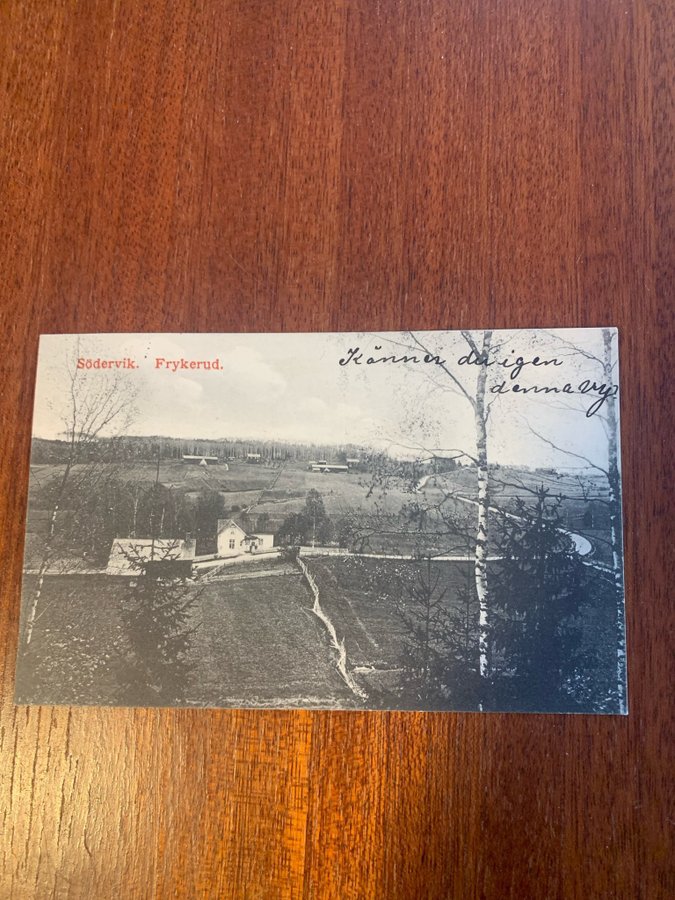 Södervik. Frykerud.
Känner du igen
denna Vy?